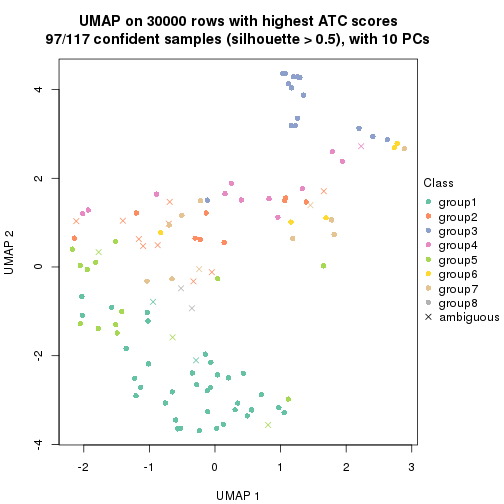 UMAP on 30000 rows with highest ATC scores
97/117 confident samples (silhouette > 0.5), with 10 PCs
UMAP 2
4
2
0
-2
-4
-2
-1
0
1
2
3
UMAP 1
Class
group1
group2
group3
group4
group5
group6
group7
group8
ambiguous